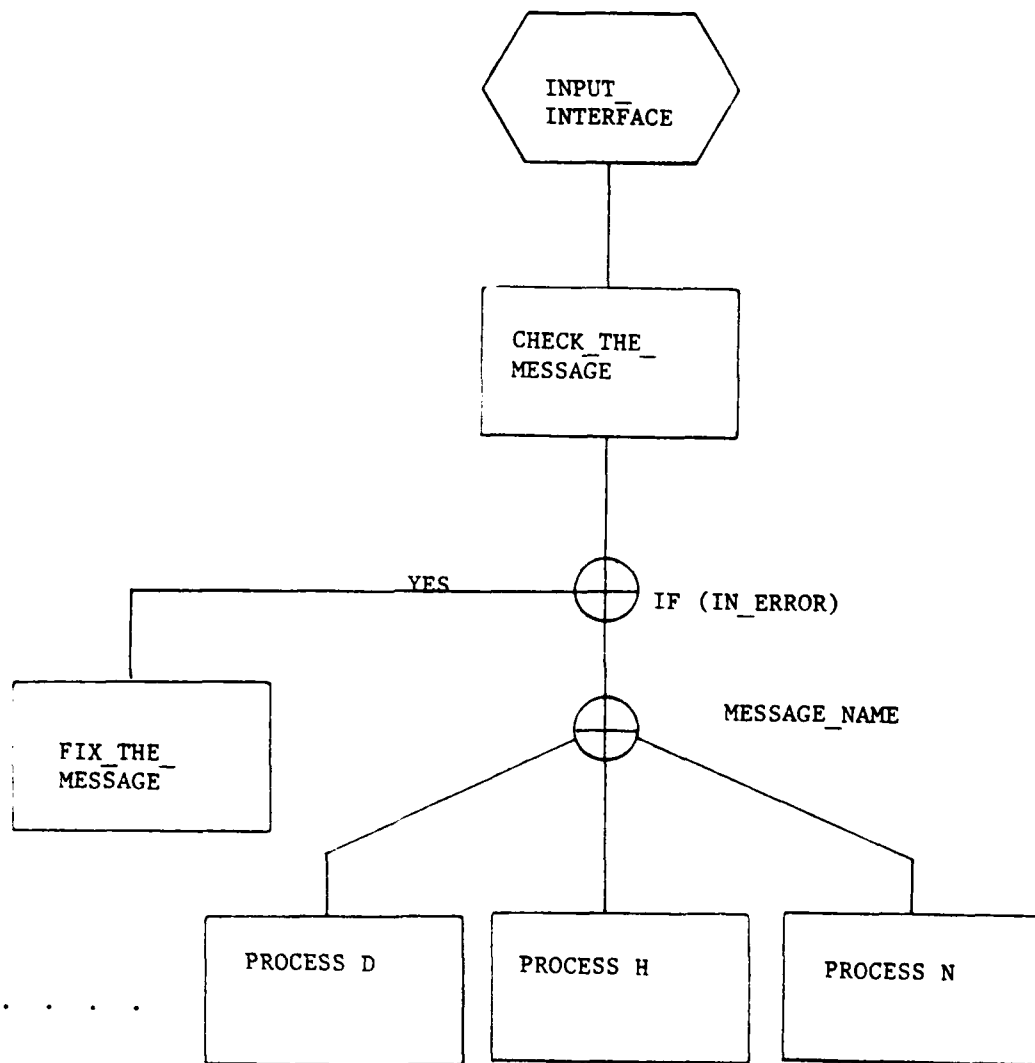 INPUT_
INTERFACE
CHECK_THE_
MESSAGE
YES
IF (IN_ERROR)
MESSAGE_NAME
FIX_THE_
MESSAGE
PROCESS D
PROCESS H
PROCESS N
. . . .